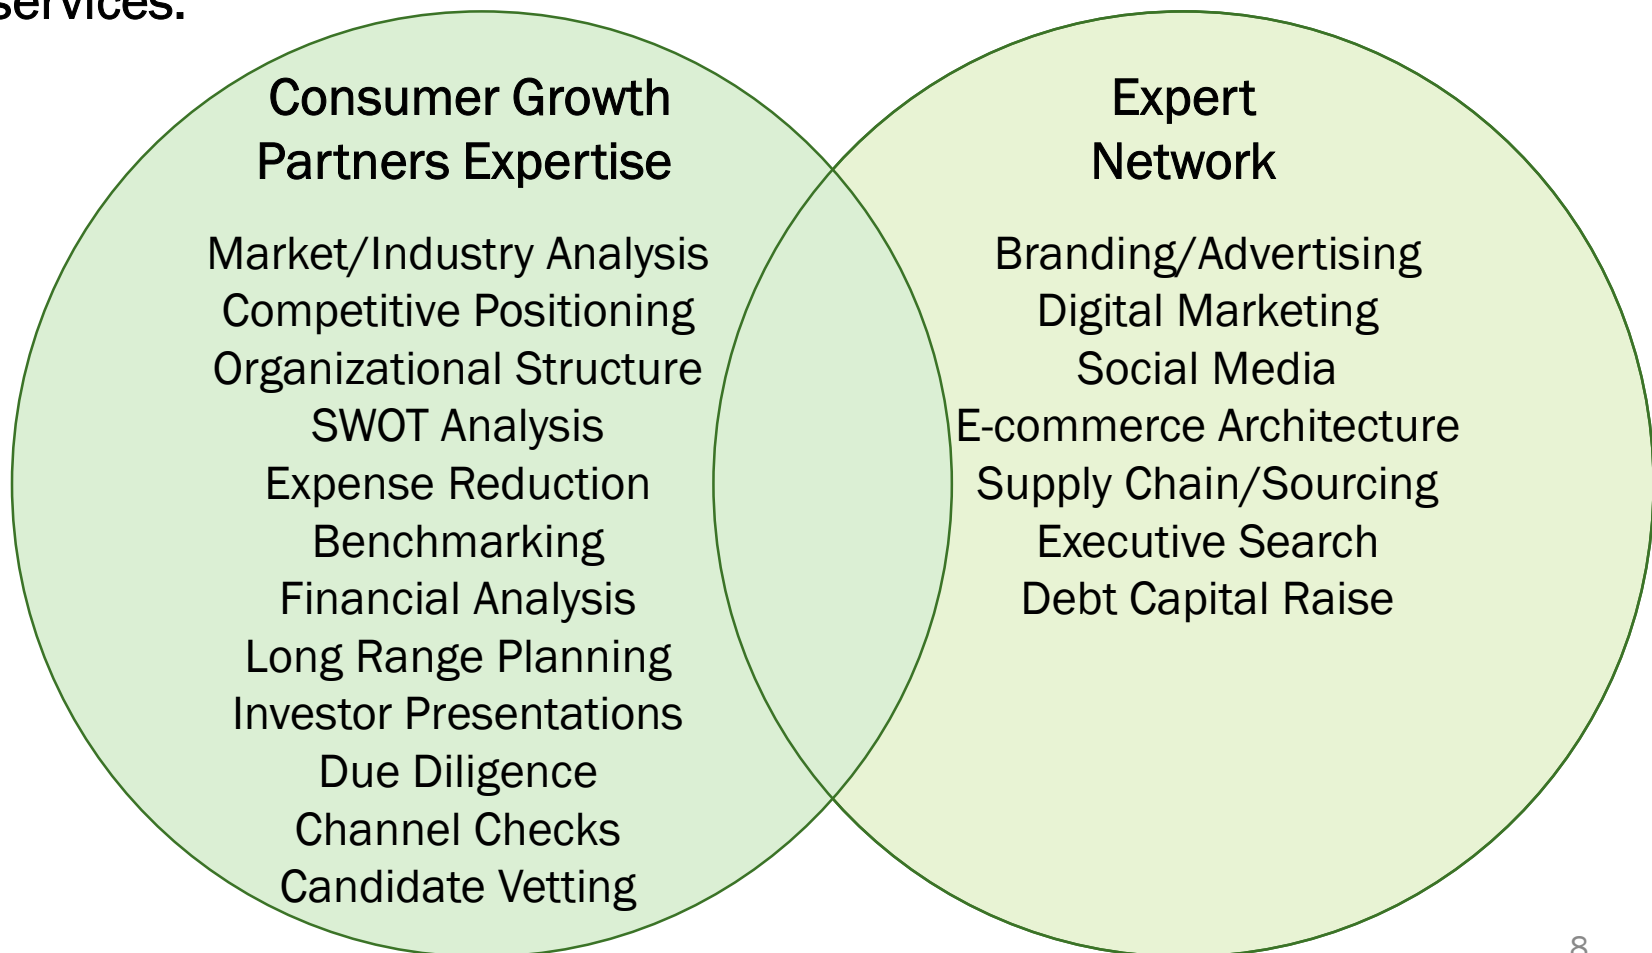 services.
Consumer Growth
Partners Expertise
Market/Industry Analysis
Competitive Positioning
Organizational Structure
SWOT Analysis
Expense Reduction
Benchmarking
Financial Analysis
Long Range Planning
Investor Presentations
Due Diligence
Channel Checks
Candidate Vetting
Expert
Network
Branding/Advertising
Digital Marketing
Social Media
E-commerce Architecture
Supply Chain/Sourcing
Executive Search
Debt Capital Raise
8